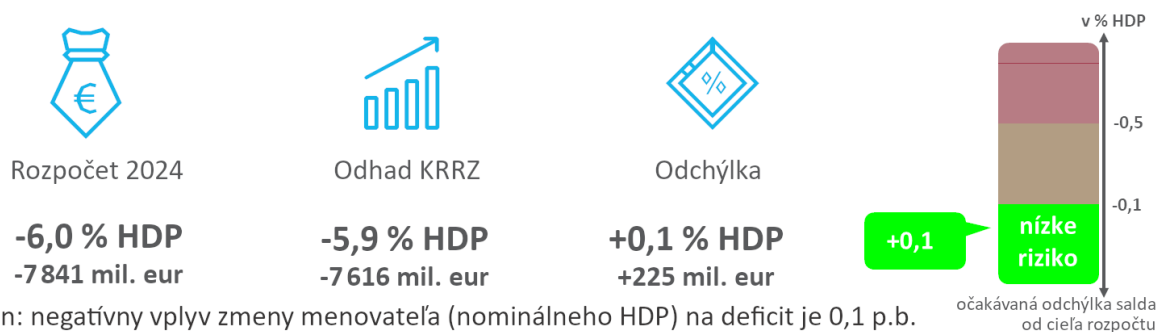 v % HDP
€
%
-0,5
Rozpočet 2024
Odhad KRRZ
Odchýlka
-0,1
-6,0 % HDP
-5,9 % HDP
+0,1 % HDP
+0,1
nízke
riziko
-7 841 mil. eur
-7 616 mil. eur
+225 mil. eur
n: negatívny vplyv zmeny menovateľa (nominálneho HDP) na deficit je 0,1 p.b.
očakávaná odchýlka salda
od cieľa rozpočtu